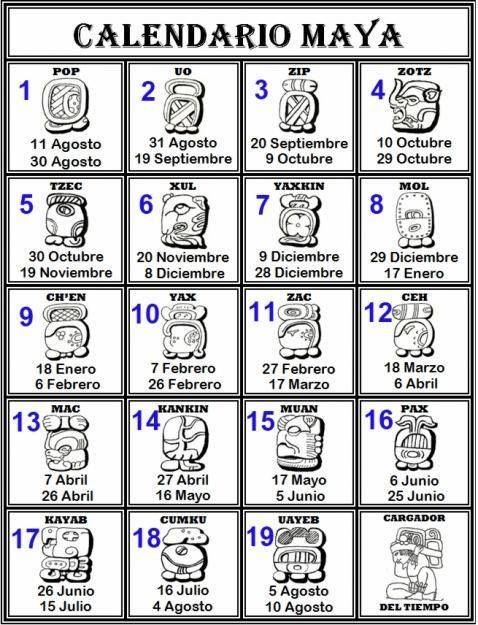 CALENDARIO MAYA
POP
1
11 Agosto
30 Agosto
UO
2
31 Agosto
19 Septiembre
ZIP
3
20 Septiembre
9 Octubre
ZOTZ
4
10 Octubre
29 Octubre
TZEC
5
30 Octubre
19 Noviembre
XUL
6
20 Noviembre
8 Diciembre
YAXKIN
7
9 Diciembre
28 Diciembre
MOL
8
29 Diciembre
17 Enero
CH'EN
9
18 Enero
6 Febrero
YAX
10
7 Febrero
26 Febrero
ZAC
11
27 Febrero
17 Marzo
CEH
12
18 Marzo
6 Abril
MAC
13
7 Abril
26 Abril
KANKIN
14
27 Abril
16 Mayo
MUAN
15
17 Mayo
5 Junio
PAX
16
6 Junio
25 Junio
KAYAB
17
26 Junio
15 Julio
CUMKU
18
16 Julio
4 Agosto
UAYEB
19
5 Agosto
10 Agosto
CARGADOR
DEL TIEMPO